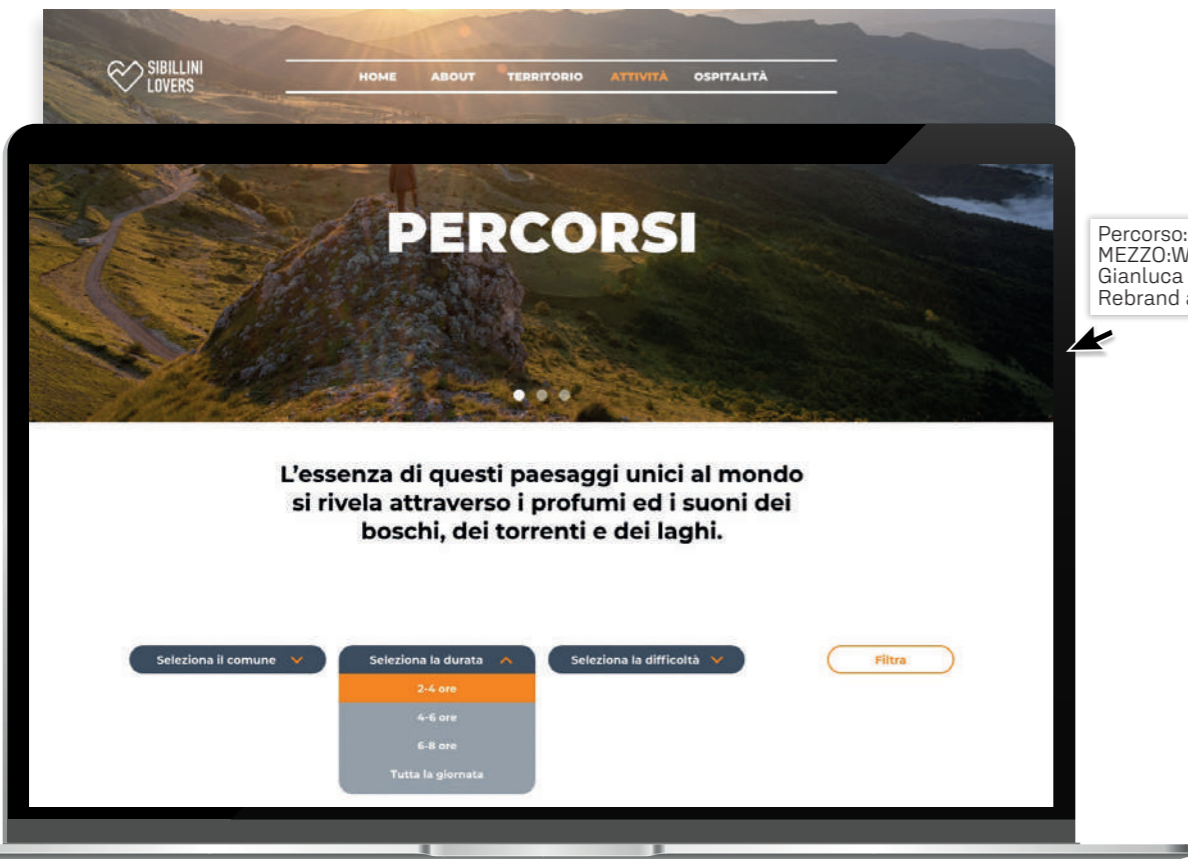 SIBILLINI
LOVERS
HOME ABOUT TERRITORIO ATTIVITÀ OSPITALITÀ
PERCORSI
Percorso:
MEZZO:W
Gianluca
Rebrand a
L’essenza di questi paesaggi unici al mondo
si rivela attraverso i profumi ed i suoni dei
boschi, dei torrenti e dei laghi.
Seleziona il comune Seleziona la durata Seleziona la difficoltà Filtra
2-4 ore
4-6 ore
6-8 ore
Tutta la giornata